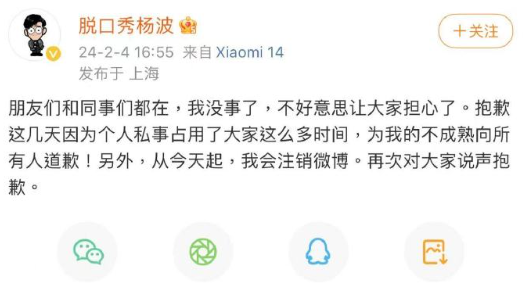 脱口秀杨波
+关注
24-2-4 16:55 来自 Xiaomi 14
发布于 上海
朋友们和同事们都在，我没事了，不好意思让大家担心了。抱歉
这几天因为个人私事占用了大家这么多时间，为我的不成熟向所
有人道歉！另外，从今天起，我会注销微博。再次对大家说声抱
歉。